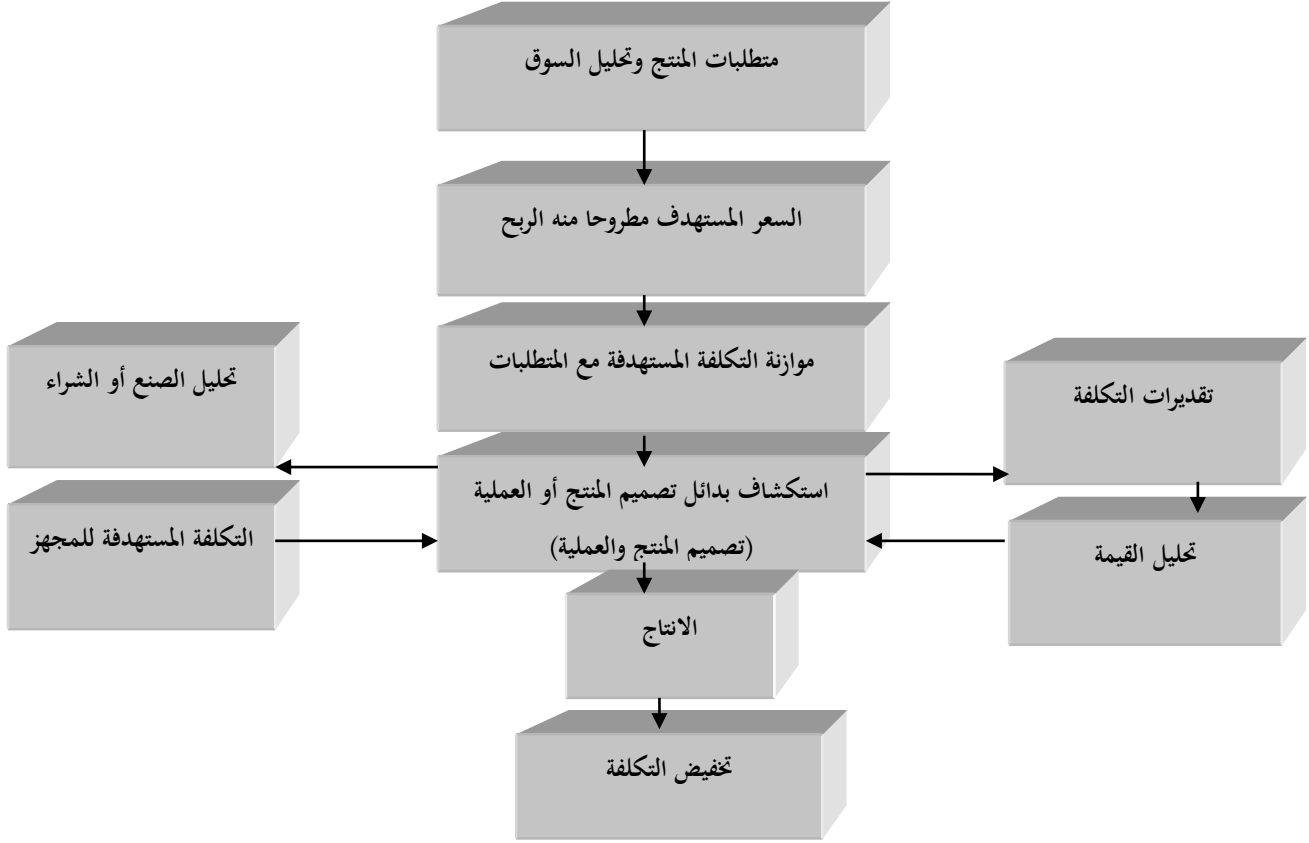 متطلبات المنتج وتحليل السوق
السعر المستهدف مطروحا منه الربح
موازنة التكلفة المستهدفة مع المتطلبات
تحليل الصنع أو الشراء
تقديرات التكلفة
استكشاف بدائل تصميم المنتج أو العملية
(تصميم المنتج والعملية)
التكلفة المستهدفة للمجهز
تحليل القيمة
الانتاج
تخفيض التكلفة